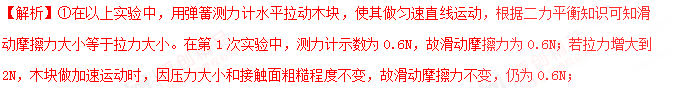 【解析】①在以上实验中，用弹簧测力计水平拉动木块，使其做匀速直线运动，根据二力平衡知识可知滑
动摩擦力大小等于拉力大小。在第 1 次实验中，测力计示数为 0.6N，故滑动摩擦力为 0.6N；若拉力增大到
2N，木块做加速运动时，因压力大小和接触面粗糙程度不变，故滑动摩擦力不变，仍为 0.6N；